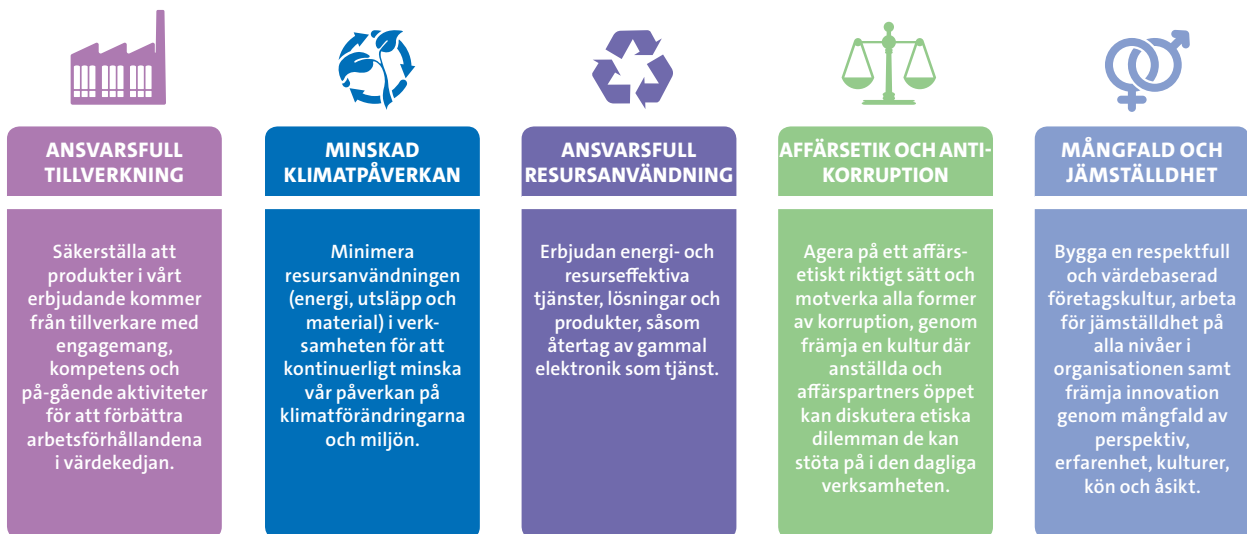 ANSVARSFULL
TILLVERKNING
Säkerställa att
produkter i vårt
erbjudande kommer
från tillverkare med
engagemang,
kompetens och
på-gående aktiviteter
för att förbättra
arbetsförhållandena
i värdekedjan.
MINSKAD
KLIMATPÅVERKAN
Minimera
resursanvändningen
(energi, utsläpp och
material) i verk-
samheten för att
kontinuerligt minska
vår påverkan på
klimatförändringarna
och miljön.
ANSVARSFULL
RESURSANVÄNDNING
Erbjudan energi- och
resurseffektiva
tjänster, lösningar och
produkter, såsom
återtag av gammal
elektronik som tjänst.
AFFÄRSETIK OCH ANTI-
KORRUPTION
Agera på ett affärs-
etiskt riktigt sätt och
motverka alla former
av korruption, genom
främja en kultur där
anställda och
affärspartners öppet
kan diskutera etiska
dilemman de kan
stöta på i den dagliga
verksamheten.
MÅNGFALD OCH
JÄMSTÄLLDHET
Bygga en respektfull
och värdebaserad
företagskultur, arbeta
för jämställdhet på
alla nivåer i
organisationen samt
främja innovation
genom mångfald av
perspektiv,
erfarenhet, kulturer,
kön och åsikt.